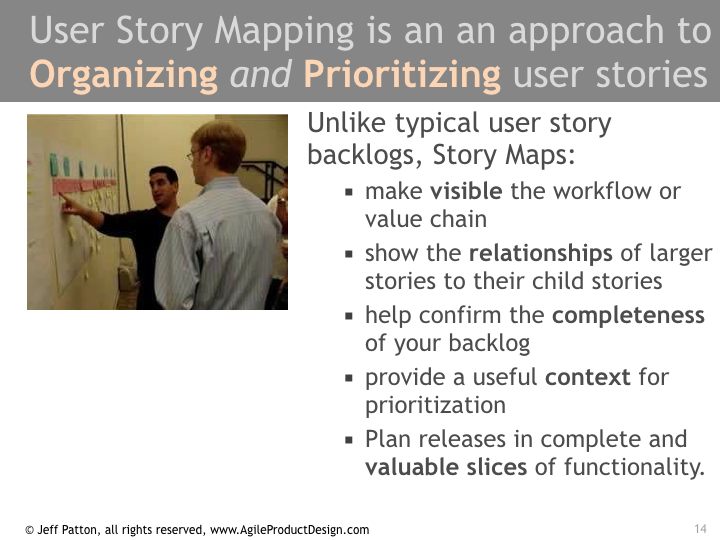 User Story Mapping is an an approach to
Organizing and Prioritizing user stories
Unlike typical user story
backlogs, Story Maps:
▪ make visible the workflow or
value chain
▪ show the relationships of larger
stories to their child stories
▪ help confirm the completeness
of your backlog
▪ provide a useful context for
prioritization
▪ Plan releases in complete and
valuable slices of functionality.
© Jeff Patton, all rights reserved, www.AgileProductDesign.com
14